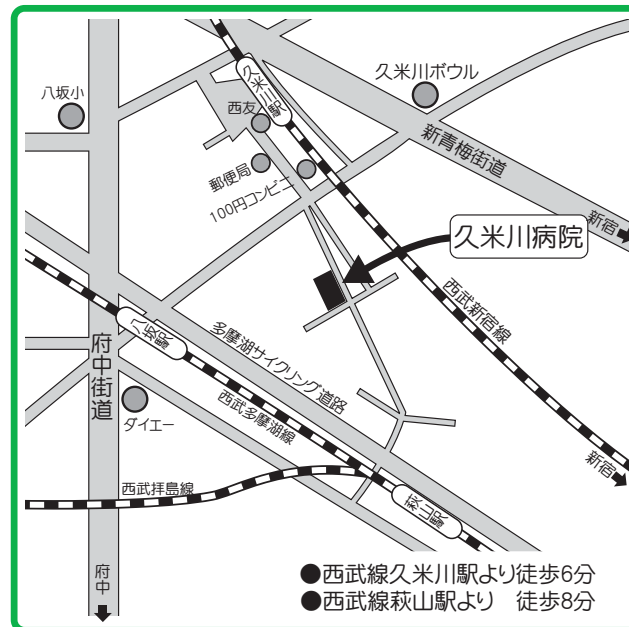 久米川ボウル
八坂小
久米川駅
西友
新青梅街道
郵便局
100円コンビニ
新宿
久米川病院
西武新宿線
八坂駅
多摩湖サイクリング道路
府中街道
西武多摩湖線
ダイエー
新宿
西武拝島線
萩山駅
府中
●西武線久米川駅より徒歩6分
●西武線萩山駅より 徒歩8分